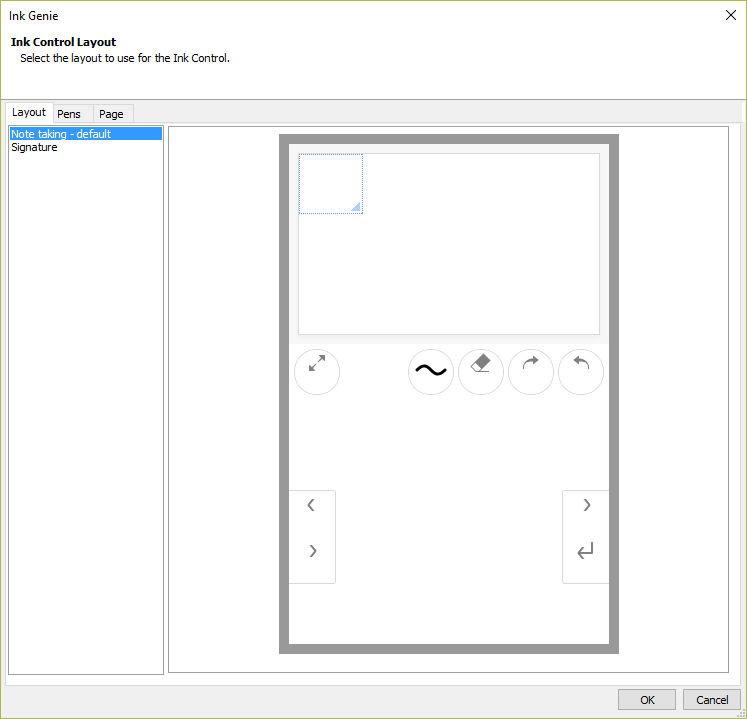 Ink Genie
Ink Control Layout
Select the layout to use for the Ink Control.
Layout Pens Page
Note taking - default
Signature
OK Cancel